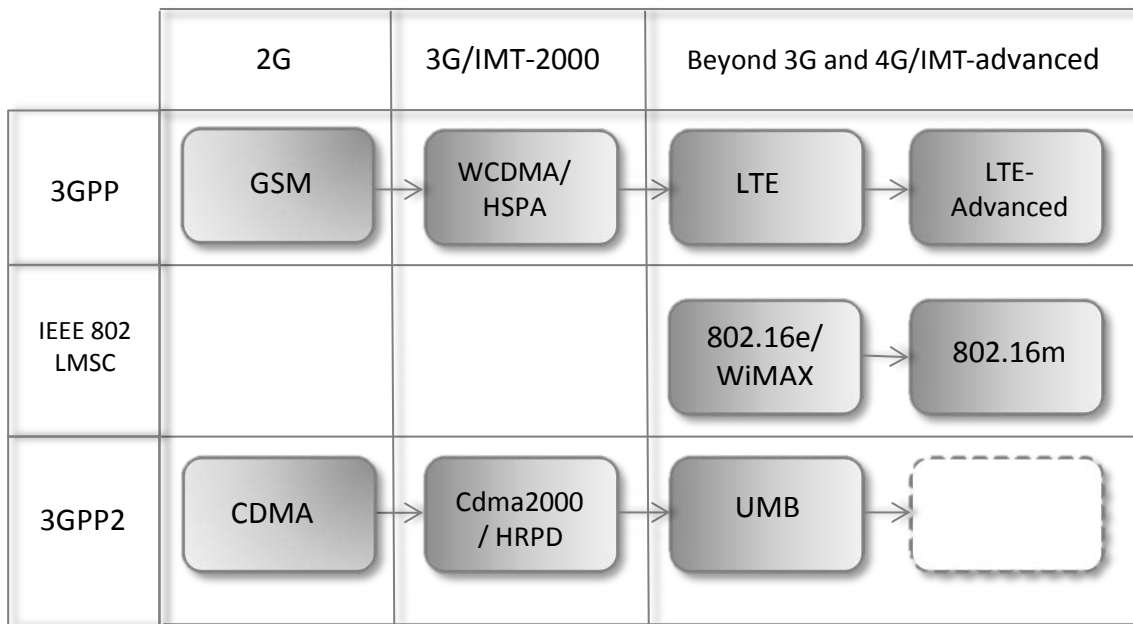 2G
3G/IMT-2000
Beyond 3G and 4G/IMT-advanced
3GPP
GSM
WCDMA/
HSPA
LTE
LTE-
Advanced
IEEE 802
LMSC
802.16e/
WiMAX
802.16m
3GPP2
CDMA
Cdma2000
/ HRPD
UMB